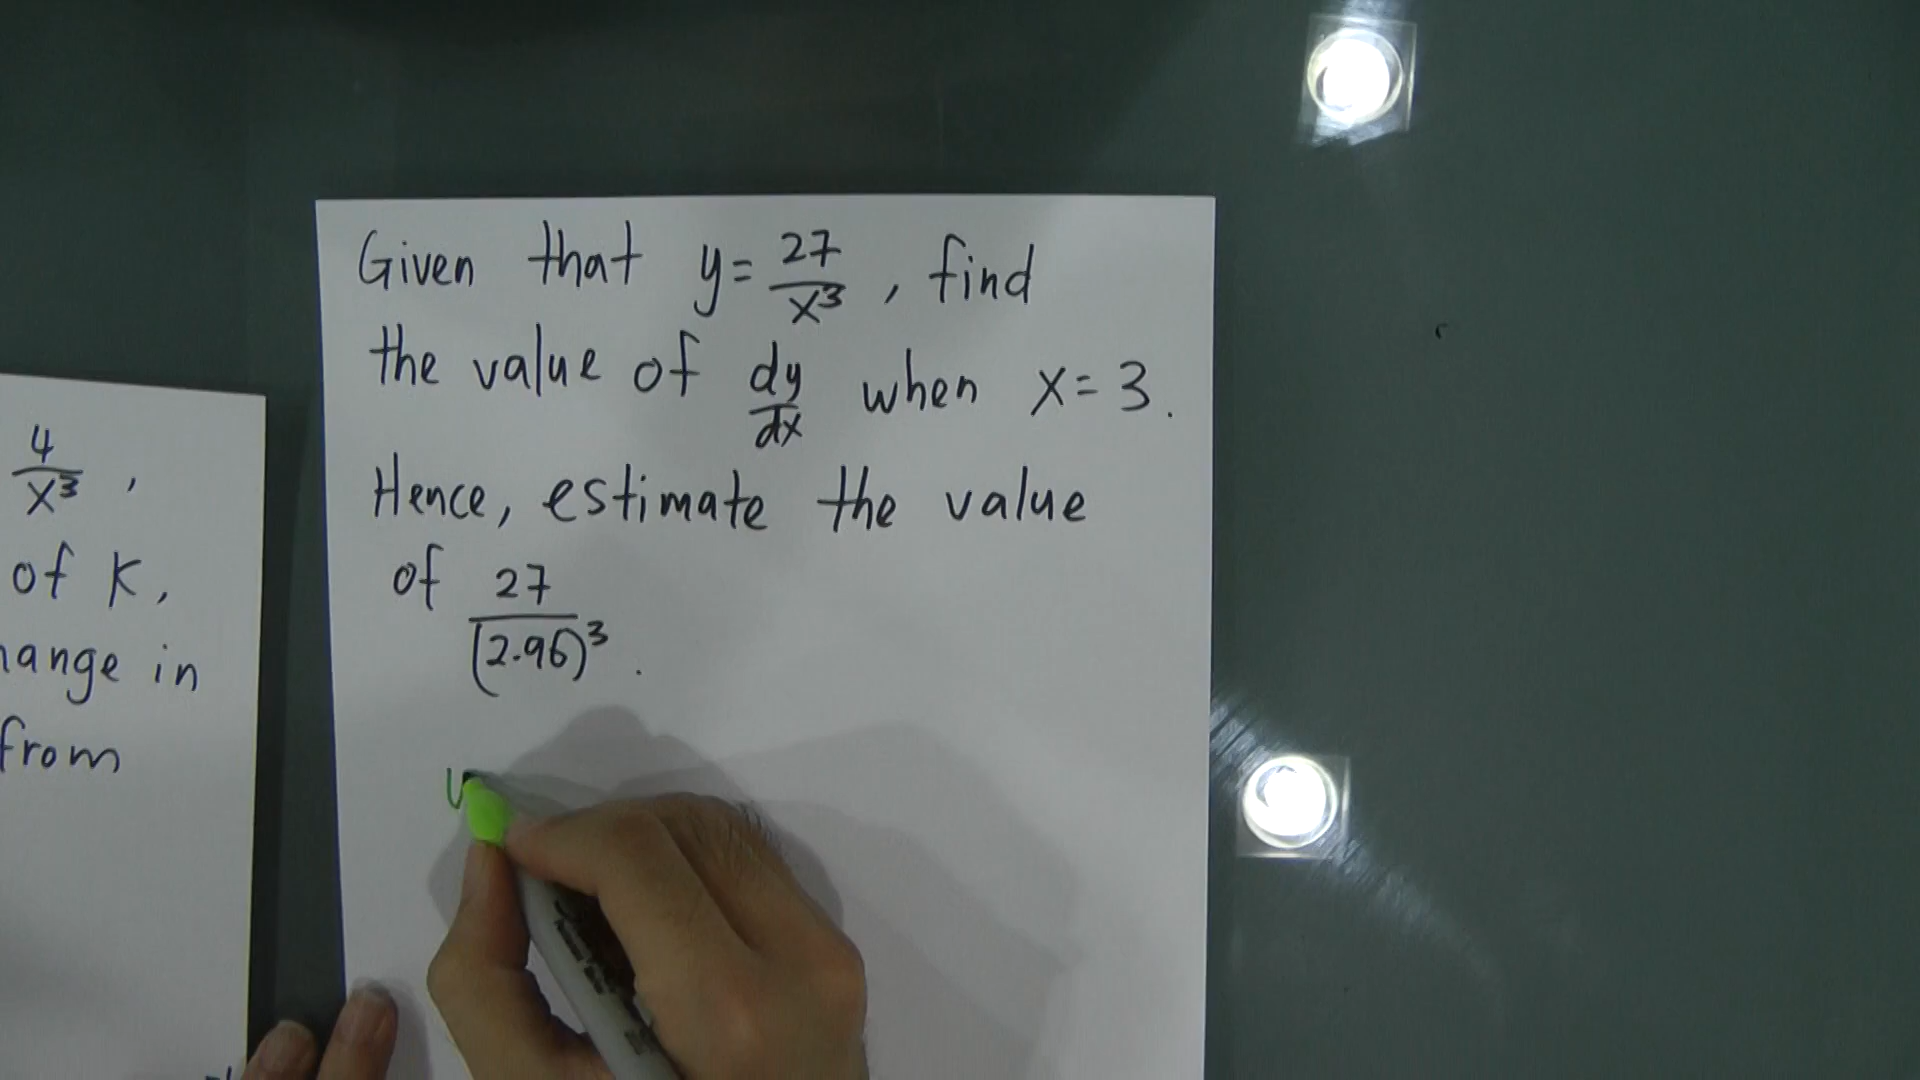 Given that y = 27/x³, find
the value of dy/dx when x = 3.
Hence, estimate the value
of 27/(2.96)³.
4/x³,
of K,
hange in
from